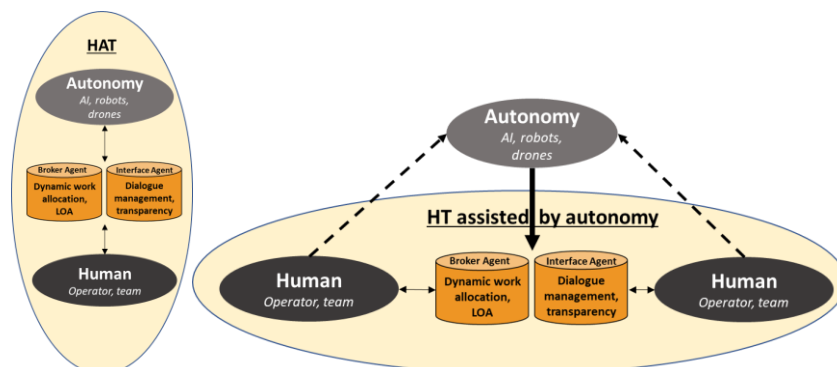 HAT
Autonomy
AI, robots,
drones
Broker Agent
Dynamic work
allocation,
LOA
Interface Agent
Dialogue
management,
transparency
Human
Operator, team
Autonomy
AI, robots,
drones
HT assisted by autonomy
Human
Operator, team
Broker Agent
Dynamic work
allocation,
LOA
Interface Agent
Dialogue
management,
transparency
Human
Operator, team